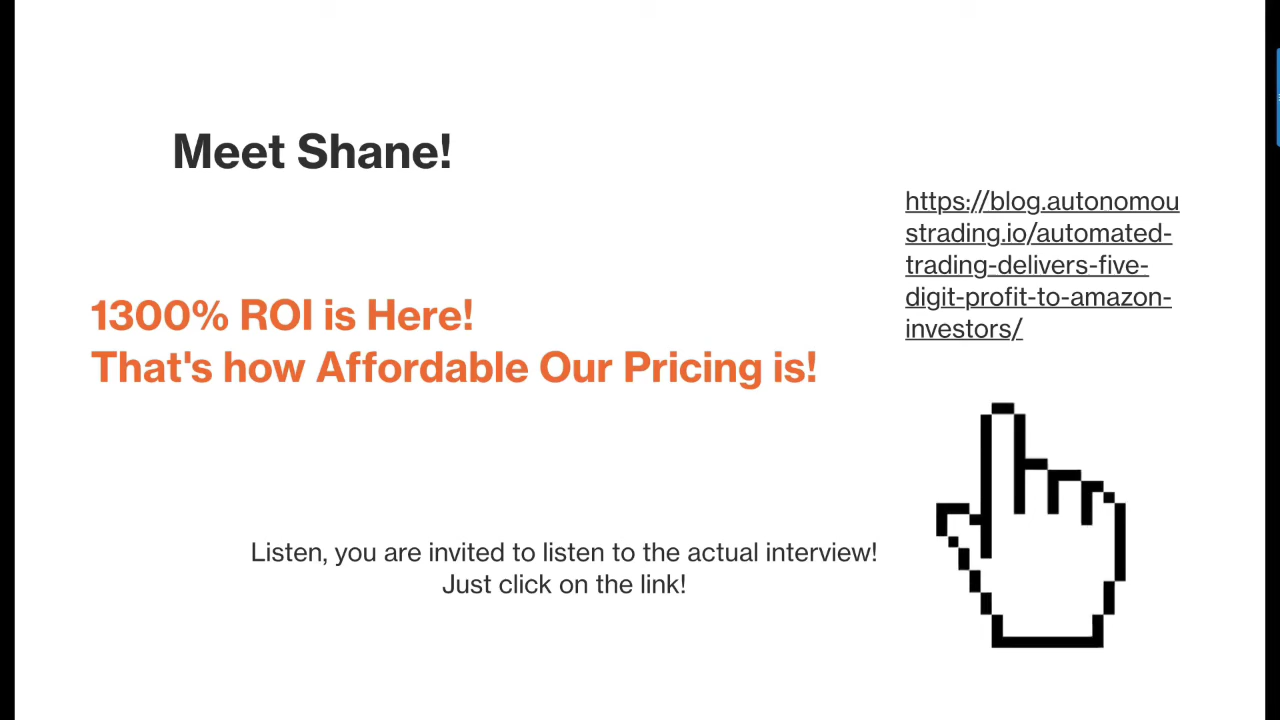 Meet Shane!
1300% ROI is Here!
That's how Affordable Our Pricing is!
https://blog.autonomou
strading.io/automated-
trading-delivers-five-
digit-profit-to-amazon-
investors/
Listen, you are invited to listen to the actual interview!
Just click on the link!